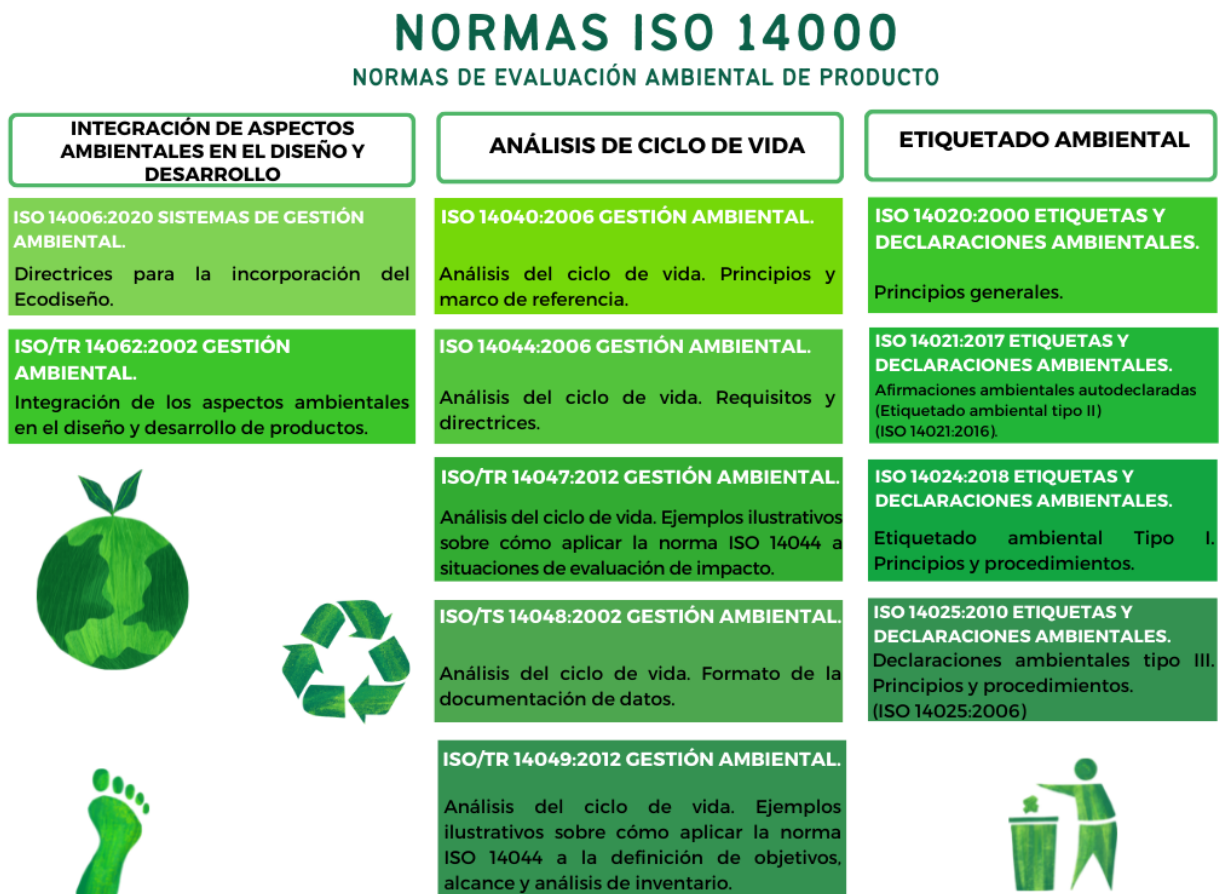 NORMAS ISO 14000
NORMAS DE EVALUACIÓN AMBIENTAL DE PRODUCTO
INTEGRACIÓN DE ASPECTOS
AMBIENTALES EN EL DISEÑO Y
DESARROLLO
ISO 14006:2020 SISTEMAS DE GESTIÓN
AMBIENTAL.
Directrices para la incorporación del
Ecodiseño.
ISO/TR 14062:2002 GESTIÓN
AMBIENTAL.
Integración de los aspectos ambientales
en el diseño y desarrollo de productos.
ANÁLISIS DE CICLO DE VIDA
ISO 14040:2006 GESTIÓN AMBIENTAL.
Análisis del ciclo de vida. Principios y
marco de referencia.
ISO 14044:2006 GESTIÓN AMBIENTAL.
Análisis del ciclo de vida. Requisitos y
directrices.
ISO/TR 14047:2012 GESTIÓN AMBIENTAL.
Análisis del ciclo de vida. Ejemplos ilustrativos
sobre cómo aplicar la norma ISO 14044 a
situaciones de evaluación de impacto.
ISO/TS 14048:2002 GESTIÓN AMBIENTAL.
Análisis del ciclo de vida. Formato de la
documentación de datos.
ISO/TR 14049:2012 GESTIÓN AMBIENTAL.
Análisis del ciclo de vida. Ejemplos
ilustrativos sobre cómo aplicar la norma
ISO 14044 a la definición de objetivos,
alcance y análisis de inventario.
ETIQUETADO AMBIENTAL
ISO 14020:2000 ETIQUETAS Y
DECLARACIONES AMBIENTALES.
Principios generales.
ISO 14021:2017 ETIQUETAS Y
DECLARACIONES AMBIENTALES.
Afirmaciones ambientales autodeclaradas
(Etiquetado ambiental tipo II)
(ISO 14021:2016).
ISO 14024:2018 ETIQUETAS Y
DECLARACIONES AMBIENTALES.
Etiquetado ambiental Tipo I.
Principios y procedimientos.
ISO 14025:2010 ETIQUETAS Y
DECLARACIONES AMBIENTALES.
Declaraciones ambientales tipo III.
Principios y procedimientos.
(ISO 14025:2006)